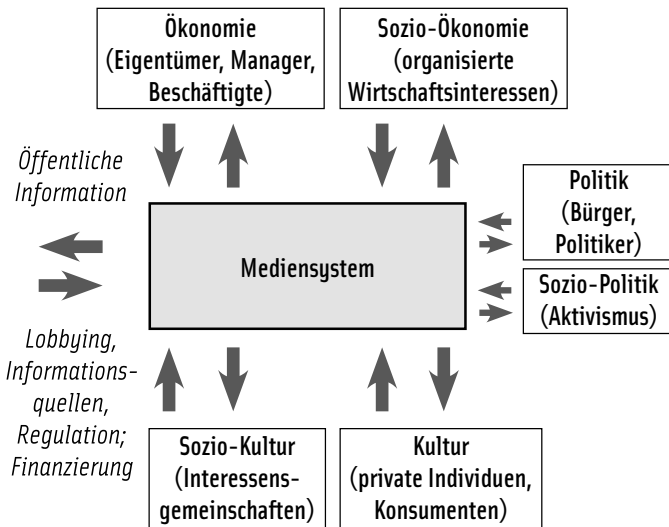 Ökonomie
(Eigentümer, Manager,
Beschäftigte)
Sozio-Ökonomie
(organisierte
Wirtschaftsinteressen)
Öffentliche
Information
Mediensystem
Politik
(Bürger,
Politiker)
Sozio-Politik
(Aktivismus)
Lobbying,
Informations-
quellen,
Regulation;
Finanzierung
Sozio-Kultur
(Interessens-
gemeinschaften)
Kultur
(private Individuen,
Konsumenten)